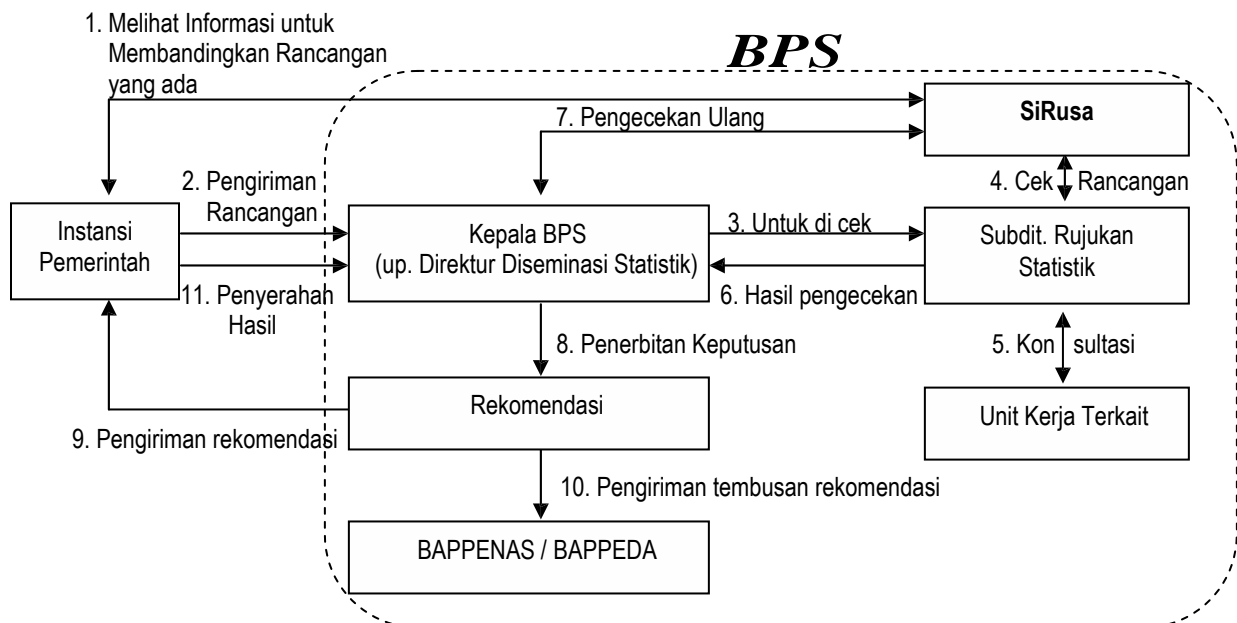 1. Melihat Informasi untuk
Membandingkan Rancangan
yang ada
BPS
SiRusa
7. Pengecekan Ulang
4. Cek Rancangan
2. Pengiriman
Rancangan
Instansi
Pemerintah
Kepala BPS
(up. Direktur Diseminasi Statistik)
3. Untuk di cek
Subdit. Rujukan
Statistik
11. Penyerahan
Hasil
6. Hasil pengecekan
8. Penerbitan Keputusan
5. Kon sultasi
Rekomendasi
Unit Kerja Terkait
9. Pengiriman rekomendasi
10. Pengiriman tembusan rekomendasi
BAPPENAS / BAPPEDA